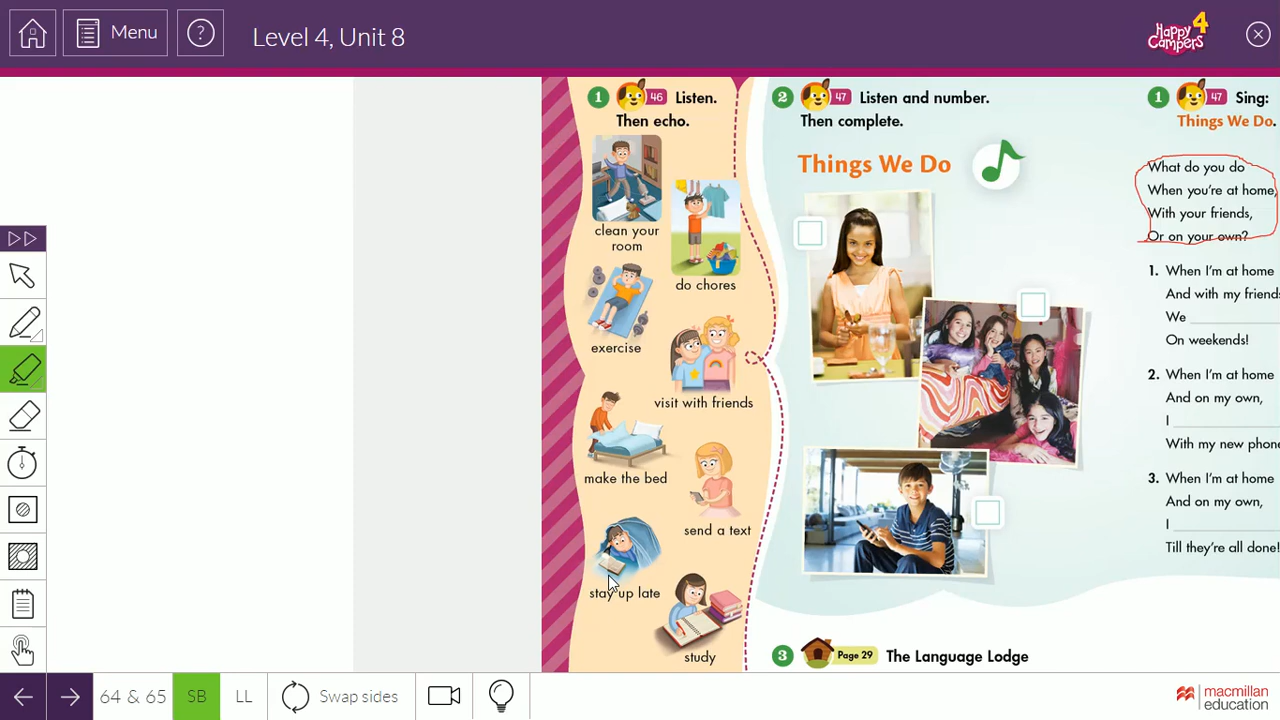 Menu
?
Level 4, Unit 8
Happy Campers 4
1 46 Listen.
Then echo.
clean your
room
do chores
exercise
visit with friends
make the bed
send a text
stay up late
study
2 47 Listen and number.
Then complete.
Things We Do
3 Page 29 The Language Lodge
1 47 Sing:
Things We Do.
What do you do
When you're at home,
With your friends,
Or on your own?
1. When I'm at home
And with my friends
We
On weekends!
2. When I'm at home
And on my own,
I
With my new phone
3. When I'm at home
And on my own,
I
Till they're all done!
64 & 65
SB
LL
Swap sides
macmillan
education